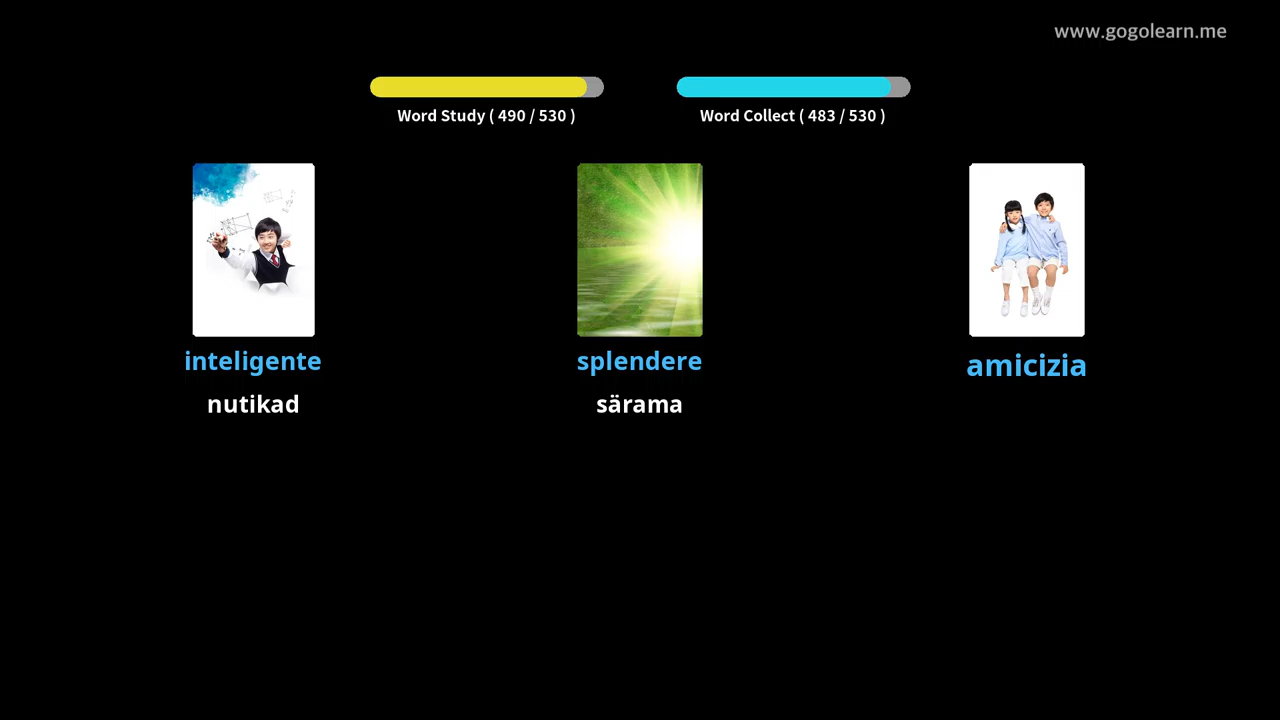 www.gogolearn.me
Word Study ( 490 / 530 )
Word Collect ( 483 / 530 )
inteligente
splendere
amicizia
nutikad
särama